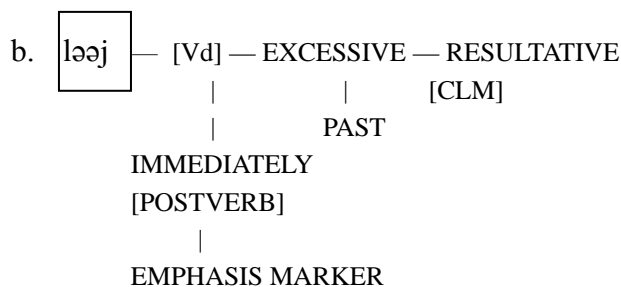 b. ləəj — [Vd] — EXCESSIVE — RESULTATIVE
[CLM]
PAST
IMMEDIATELY
[POSTVERB]
EMPHASIS MARKER